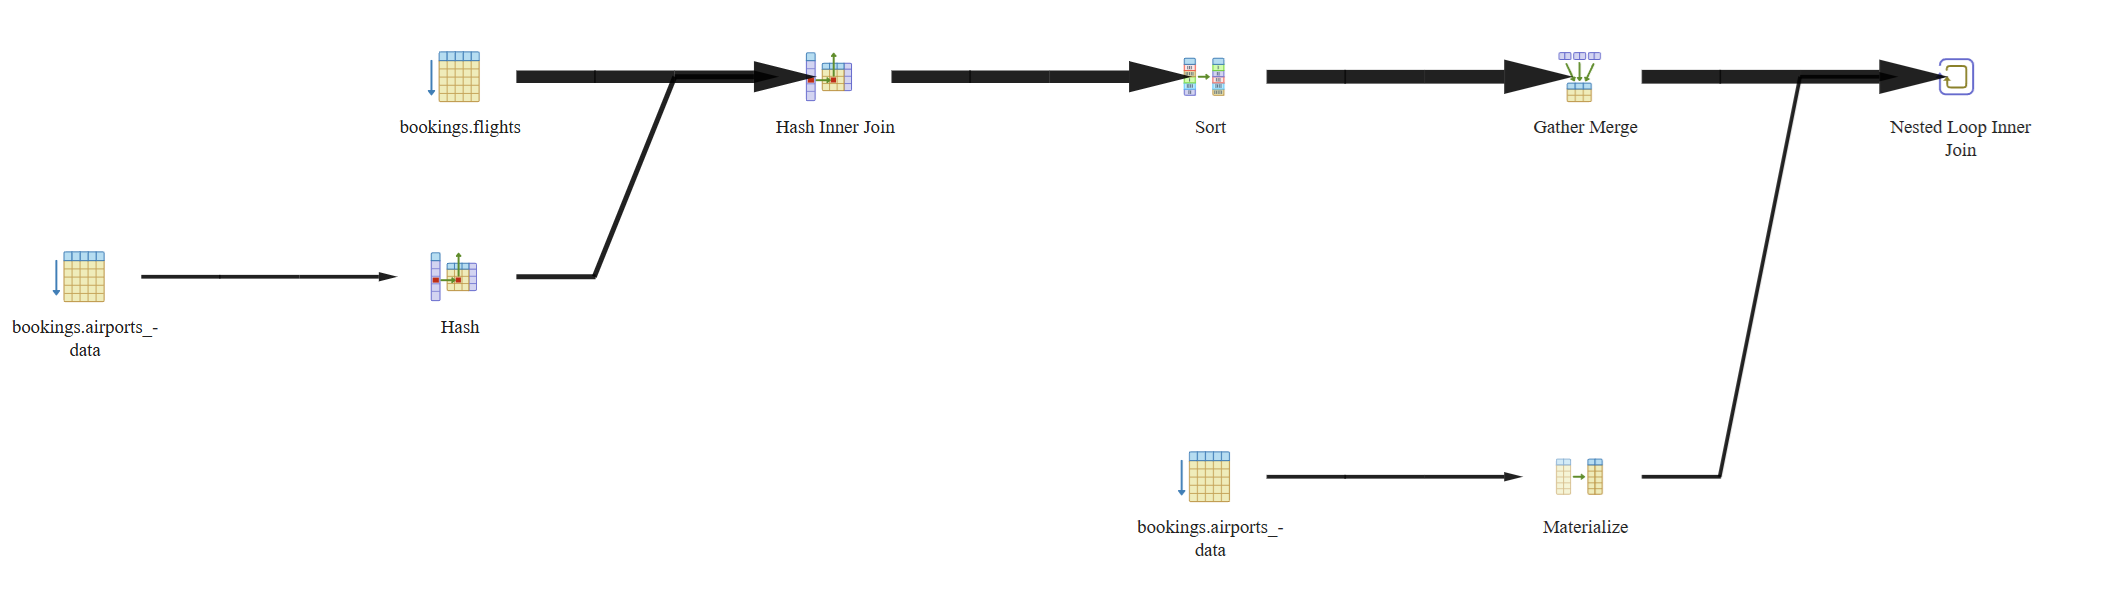 bookings.flights
Hash Inner Join
Sort
Gather Merge
Nested Loop Inner
Join
bookings.airports_-
data
Hash
bookings.airports_-
data
Materialize